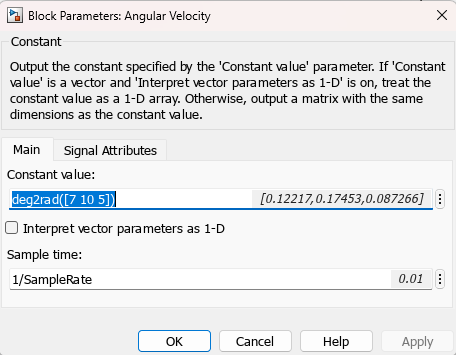 Block Parameters: Angular Velocity
Constant
Output the constant specified by the 'Constant value' parameter. If 'Constant
value' is a vector and 'Interpret vector parameters as 1-D' is on, treat the
constant value as a 1-D array. Otherwise, output a matrix with the same
dimensions as the constant value.
Main
Signal Attributes
Constant value:
deg2rad([7 10 5]) [0.12217,0.17453,0.087266]
Interpret vector parameters as 1-D
Sample time:
1/SampleRate 0.01
OK Cancel Help Apply